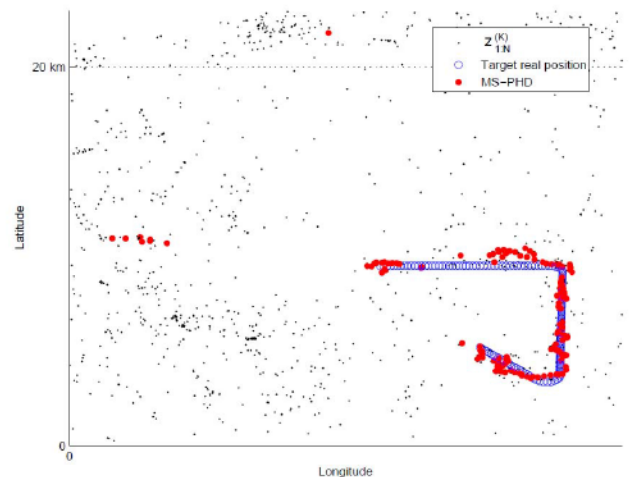 Z(K)1:N
Target real position
MS-PHD
20 km
Latitude
0
0
Longitude